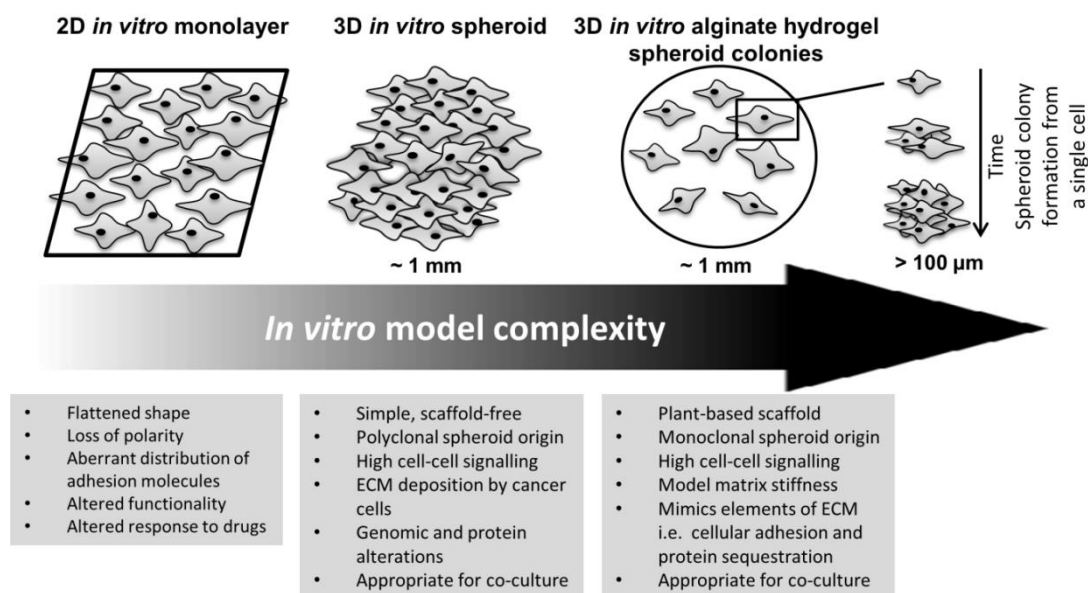 2D in vitro monolayer
3D in vitro spheroid
3D in vitro alginate hydrogel
spheroid colonies
~ 1 mm
~ 1 mm
> 100 µm
Time
Spheroid colony
formation from
a single cell
In vitro model complexity
• Flattened shape
• Loss of polarity
• Aberrant distribution of
adhesion molecules
• Altered functionality
• Altered response to drugs
• Simple, scaffold-free
• Polyclonal spheroid origin
• High cell-cell signalling
• ECM deposition by cancer
cells
• Genomic and protein
alterations
• Appropriate for co-culture
• Plant-based scaffold
• Monoclonal spheroid origin
• High cell-cell signalling
• Model matrix stiffness
• Mimics elements of ECM
i.e. cellular adhesion and
protein sequestration
• Appropriate for co-culture